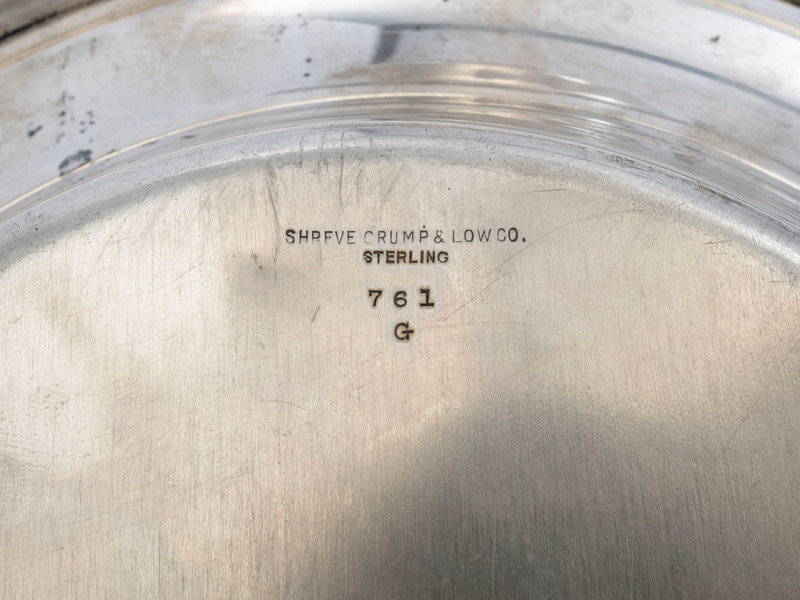 SHREVE CRUMP & LOW CO.
STERLING
761
G